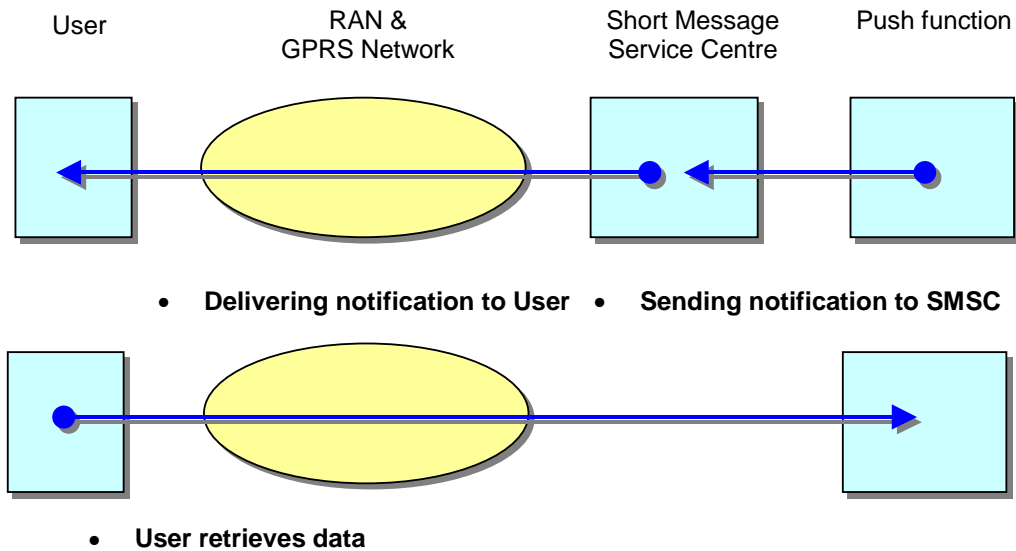 User
RAN &
GPRS Network
Short Message
Service Centre
Push function
• Delivering notification to User
• Sending notification to SMSC
• User retrieves data